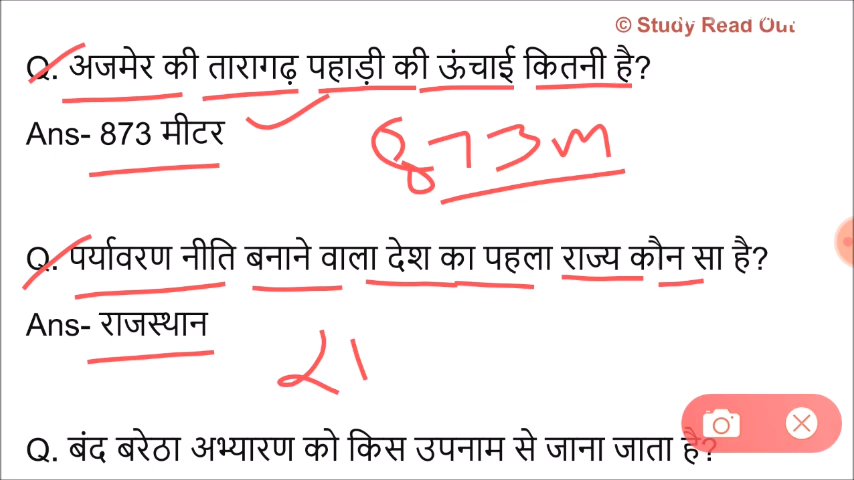 © Study Read Out
Q. अजमेर की तारागढ़ पहाड़ी की ऊंचाई कितनी है?
Ans- 873 मीटर
873m
Q. पर्यावरण नीति बनाने वाला देश का पहला राज्य कौन सा है?
Ans- राजस्थान
रा
Q. बंद बरेठा अभ्यारण को किस उपनाम से जाना जाता है?